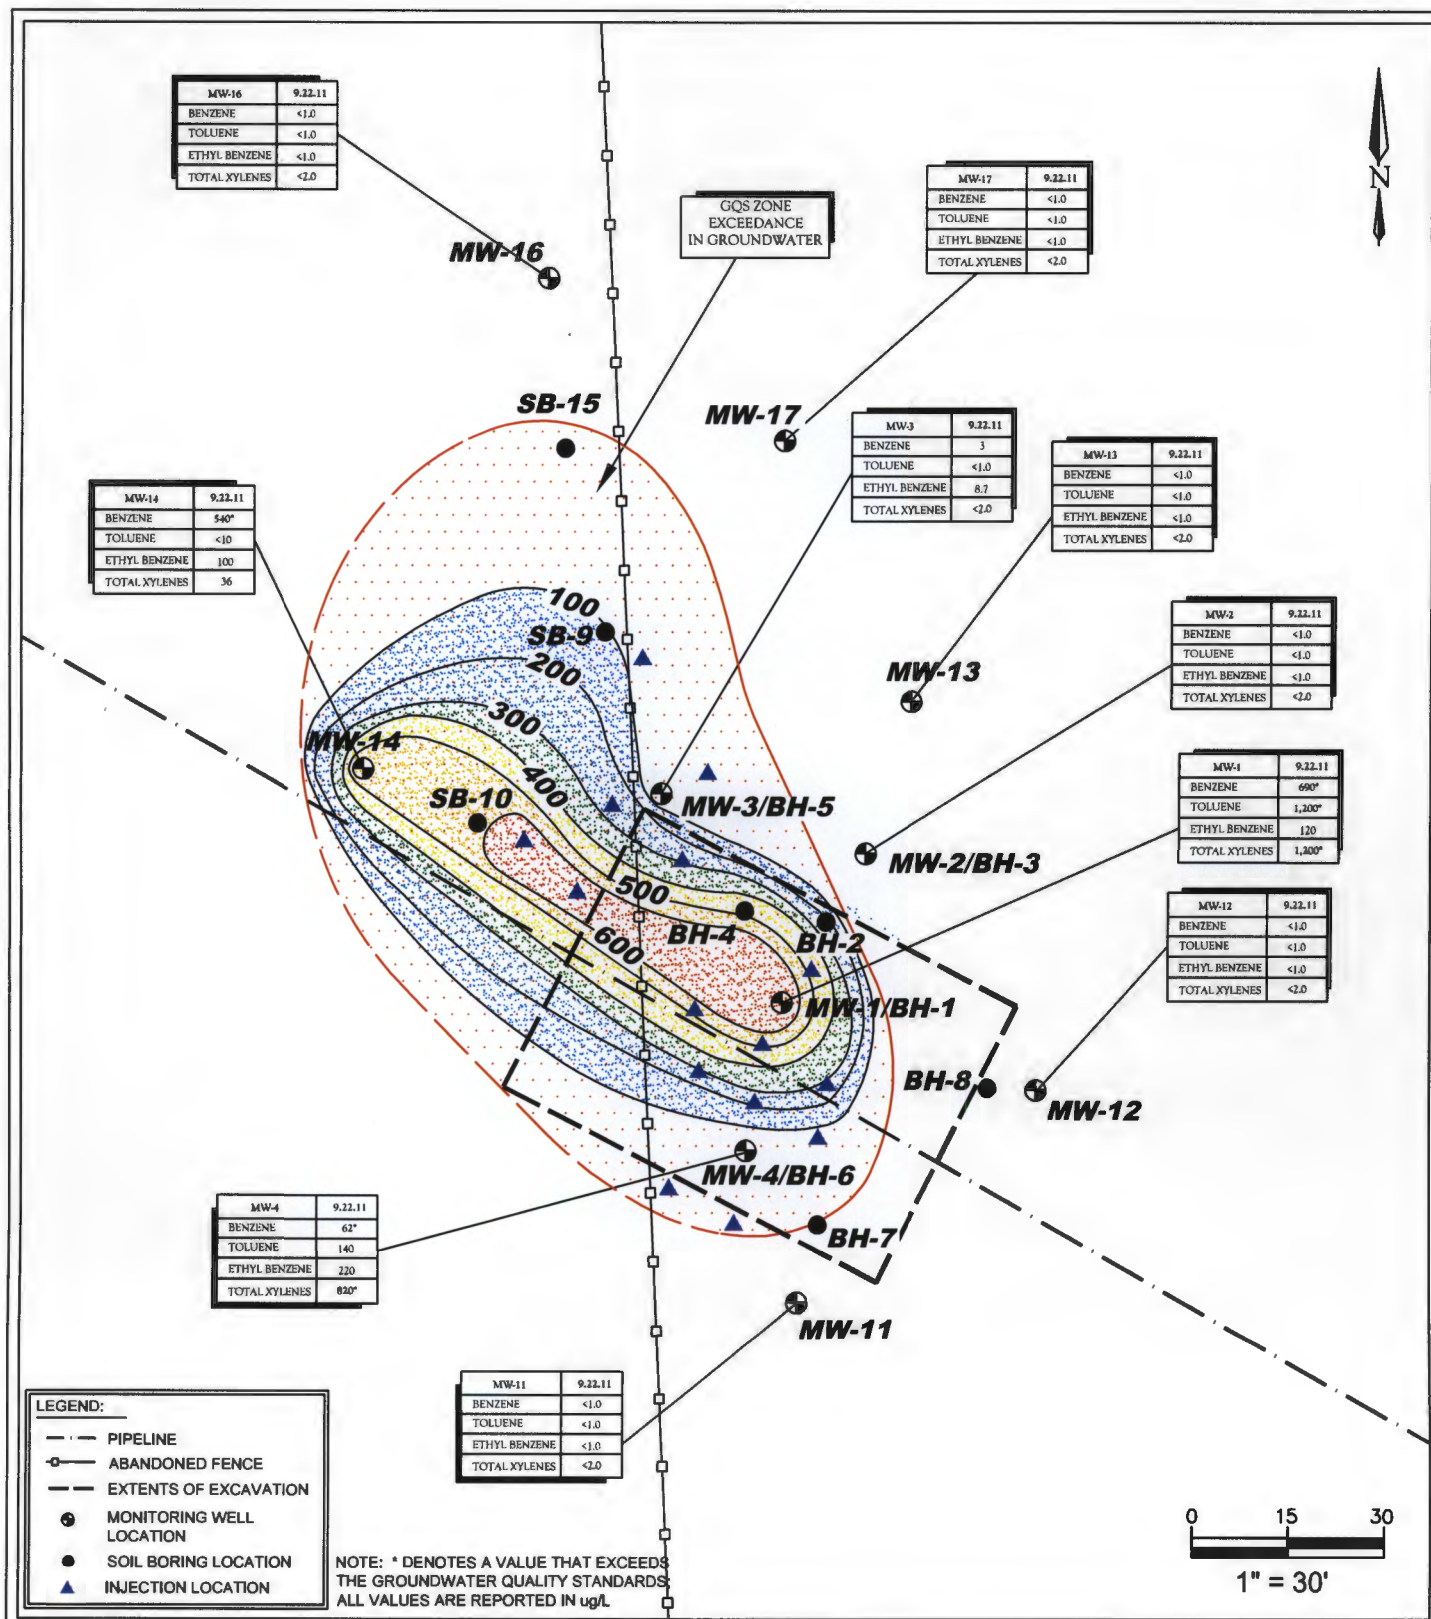 MW-16 9.22.11
BENZENE <1.0
TOLUENE <1.0
ETHYL BENZENE <1.0
TOTAL XYLENES <2.0
MW-17 9.22.11
BENZENE <1.0
TOLUENE <1.0
ETHYL BENZENE <1.0
TOTAL XYLENES <2.0
GQS ZONE
EXCEEDANCE
IN GROUNDWATER
N
MW-16
SB-15
MW-17
MW-3 9.22.11
BENZENE 3
TOLUENE <1.0
ETHYL BENZENE 8.7
TOTAL XYLENES <2.0
MW-13 9.22.11
BENZENE <1.0
TOLUENE <1.0
ETHYL BENZENE <1.0
TOTAL XYLENES <2.0
MW-14 9.22.11
BENZENE 540*
TOLUENE <10
ETHYL BENZENE 100
TOTAL XYLENES 36
100
SB-9
200
300
400
500
600
MW-13
MW-2 9.22.11
BENZENE <1.0
TOLUENE <1.0
ETHYL BENZENE <1.0
TOTAL XYLENES <2.0
MW-14
SB-10
MW-3/BH-5
MW-2/BH-3
MW-1 9.22.11
BENZENE 690*
TOLUENE 1,200*
ETHYL BENZENE 120
TOTAL XYLENES 1,200*
BH-4
BH-2
MW-12 9.22.11
BENZENE <1.0
TOLUENE <1.0
ETHYL BENZENE <1.0
TOTAL XYLENES <2.0
MW-1/BH-1
BH-8
MW-12
MW-4/BH-6
MW-4 9.22.11
BENZENE 62*
TOLUENE 140
ETHYL BENZENE 220
TOTAL XYLENES 820*
BH-7
MW-11
MW-11 9.22.11
BENZENE <1.0
TOLUENE <1.0
ETHYL BENZENE <1.0
TOTAL XYLENES <2.0
LEGEND:
PIPELINE
ABANDONED FENCE
EXTENTS OF EXCAVATION
MONITORING WELL
LOCATION
SOIL BORING LOCATION
INJECTION LOCATION
NOTE: * DENOTES A VALUE THAT EXCEEDS
THE GROUNDWATER QUALITY STANDARDS
ALL VALUES ARE REPORTED IN ug/L
0 15 30
1" = 30'